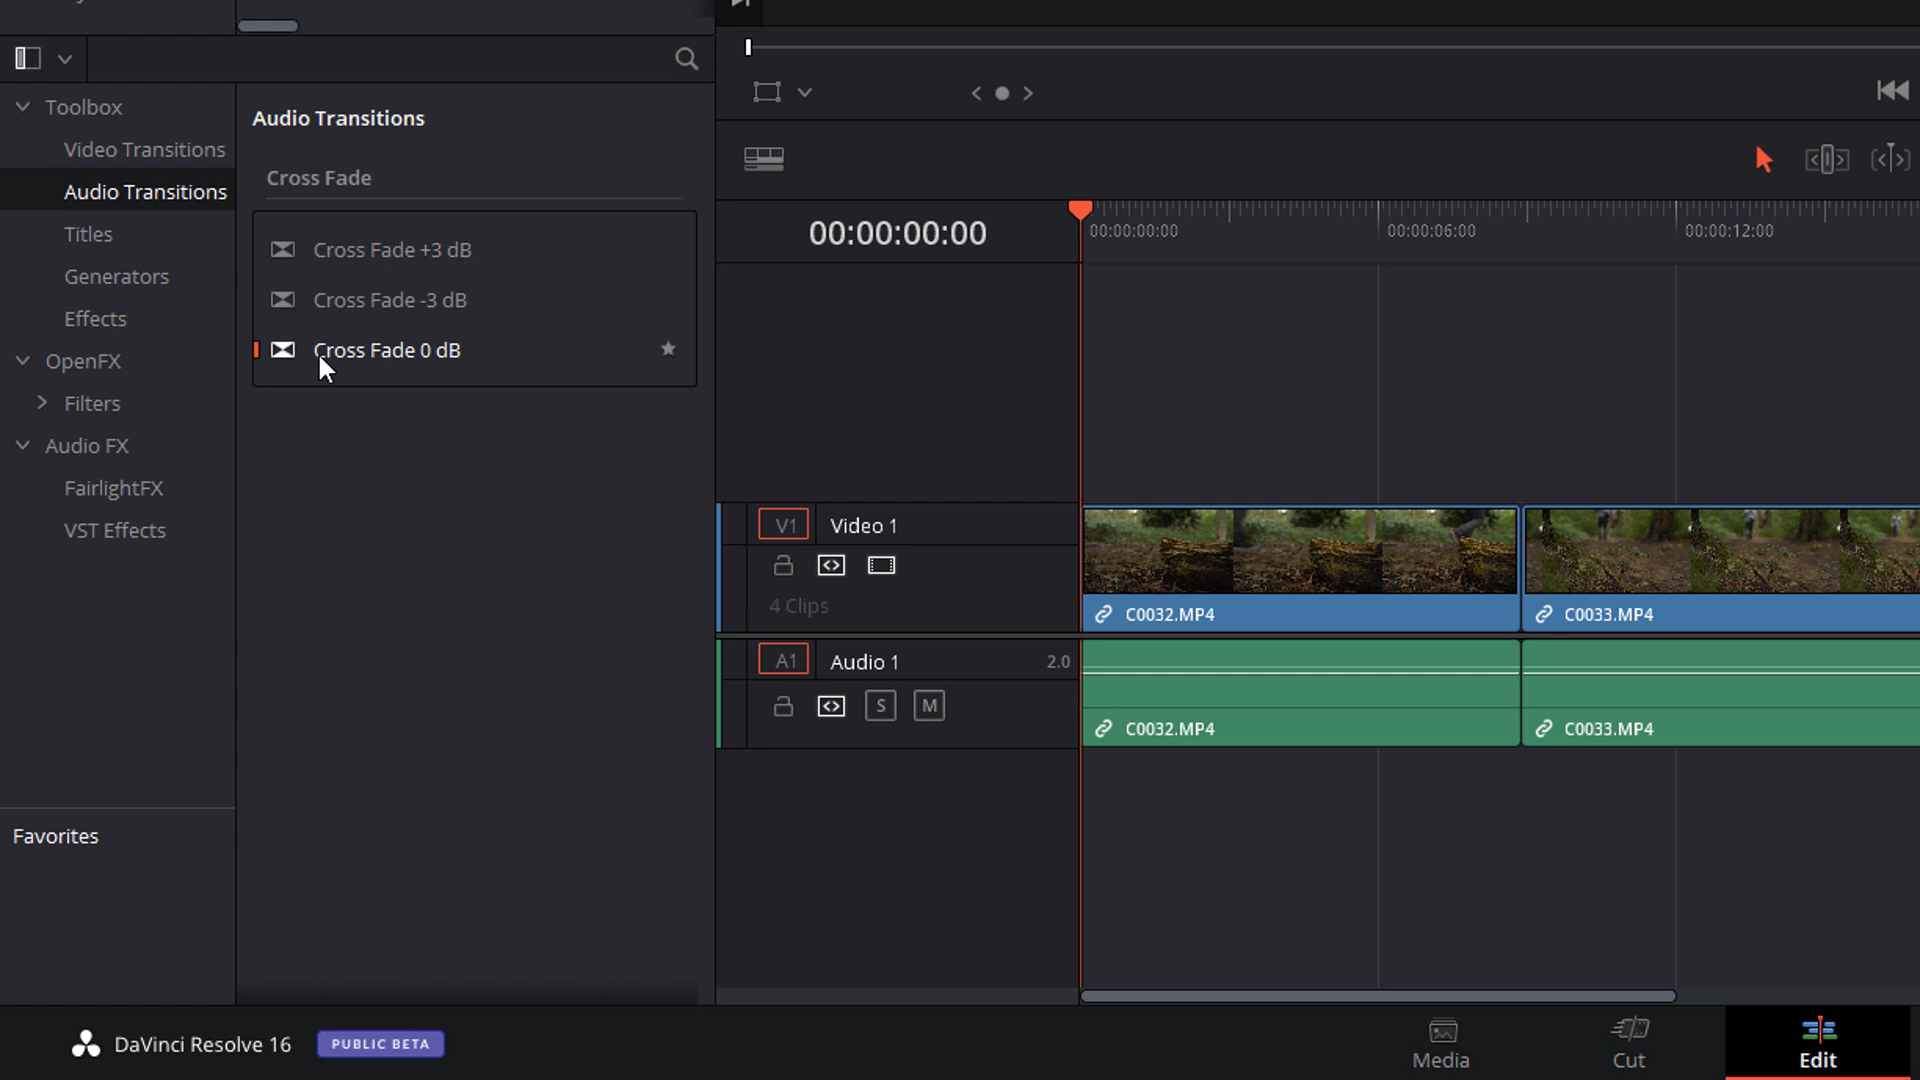 Toolbox
Video Transitions
Audio Transitions
Titles
Generators
Effects
OpenFX
Filters
Audio FX
FairlightFX
VST Effects
Favorites
Audio Transitions
Cross Fade
Cross Fade +3 dB
Cross Fade -3 dB
Cross Fade 0 dB
00:00:00:00
00:00:00:00
00:00:06:00
00:00:12:00
V1
Video 1
4 Clips
C0032.MP4
C0033.MP4
A1
Audio 1
2.0
S
M
C0032.MP4
C0033.MP4
DaVinci Resolve 16
PUBLIC BETA
Media
Cut
Edit